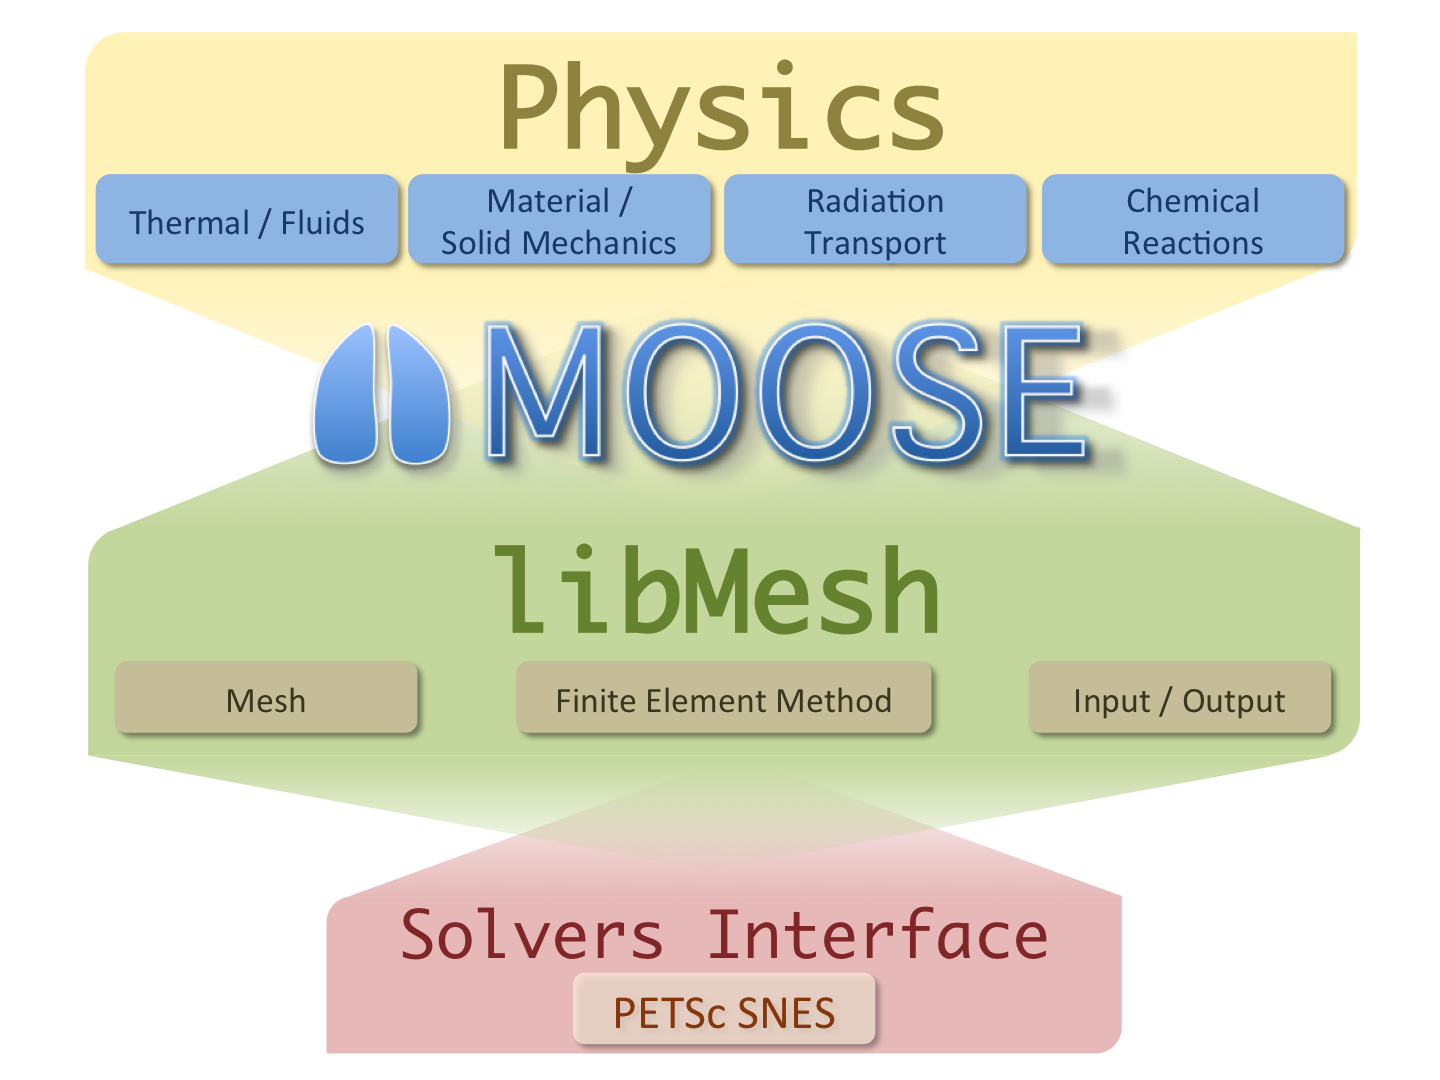 Physics
Thermal / Fluids
Material /
Solid Mechanics
Radiation
Transport
Chemical
Reactions
MOOSE
libMesh
Mesh
Finite Element Method
Input / Output
Solvers Interface
PETSc SNES